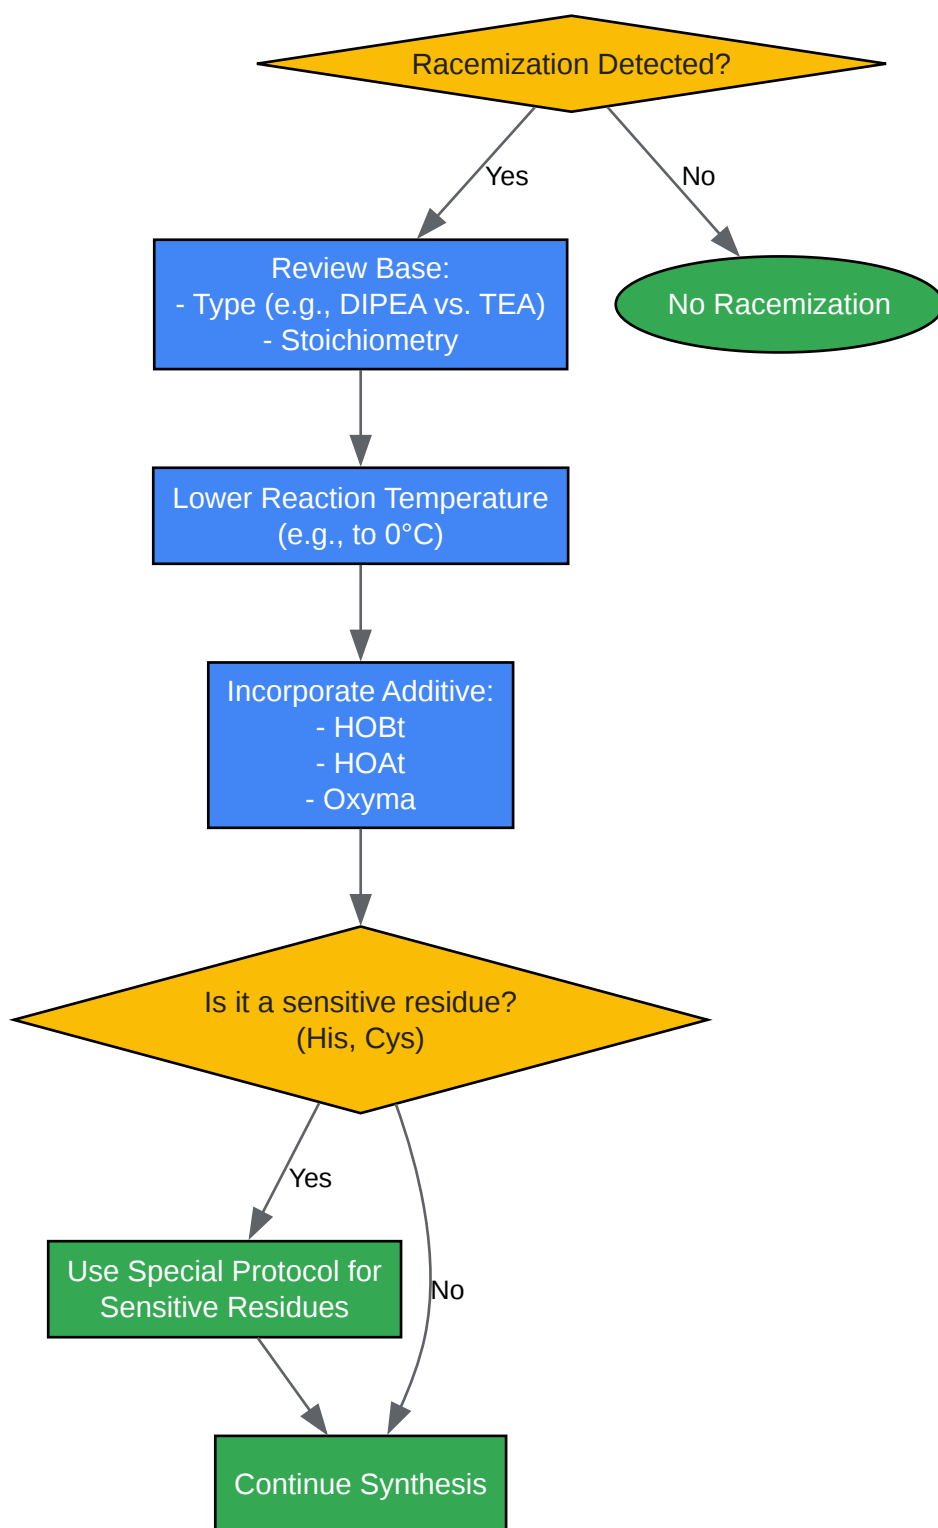 Racemization Detected?
Yes
No
Review Base:
- Type (e.g., DIPEA vs. TEA)
- Stoichiometry
No Racemization
Lower Reaction Temperature
(e.g., to 0°C)
Incorporate Additive:
- HOBt
- HOAt
- Oxyma
Is it a sensitive residue?
(His, Cys)
Yes
No
Use Special Protocol for
Sensitive Residues
Continue Synthesis